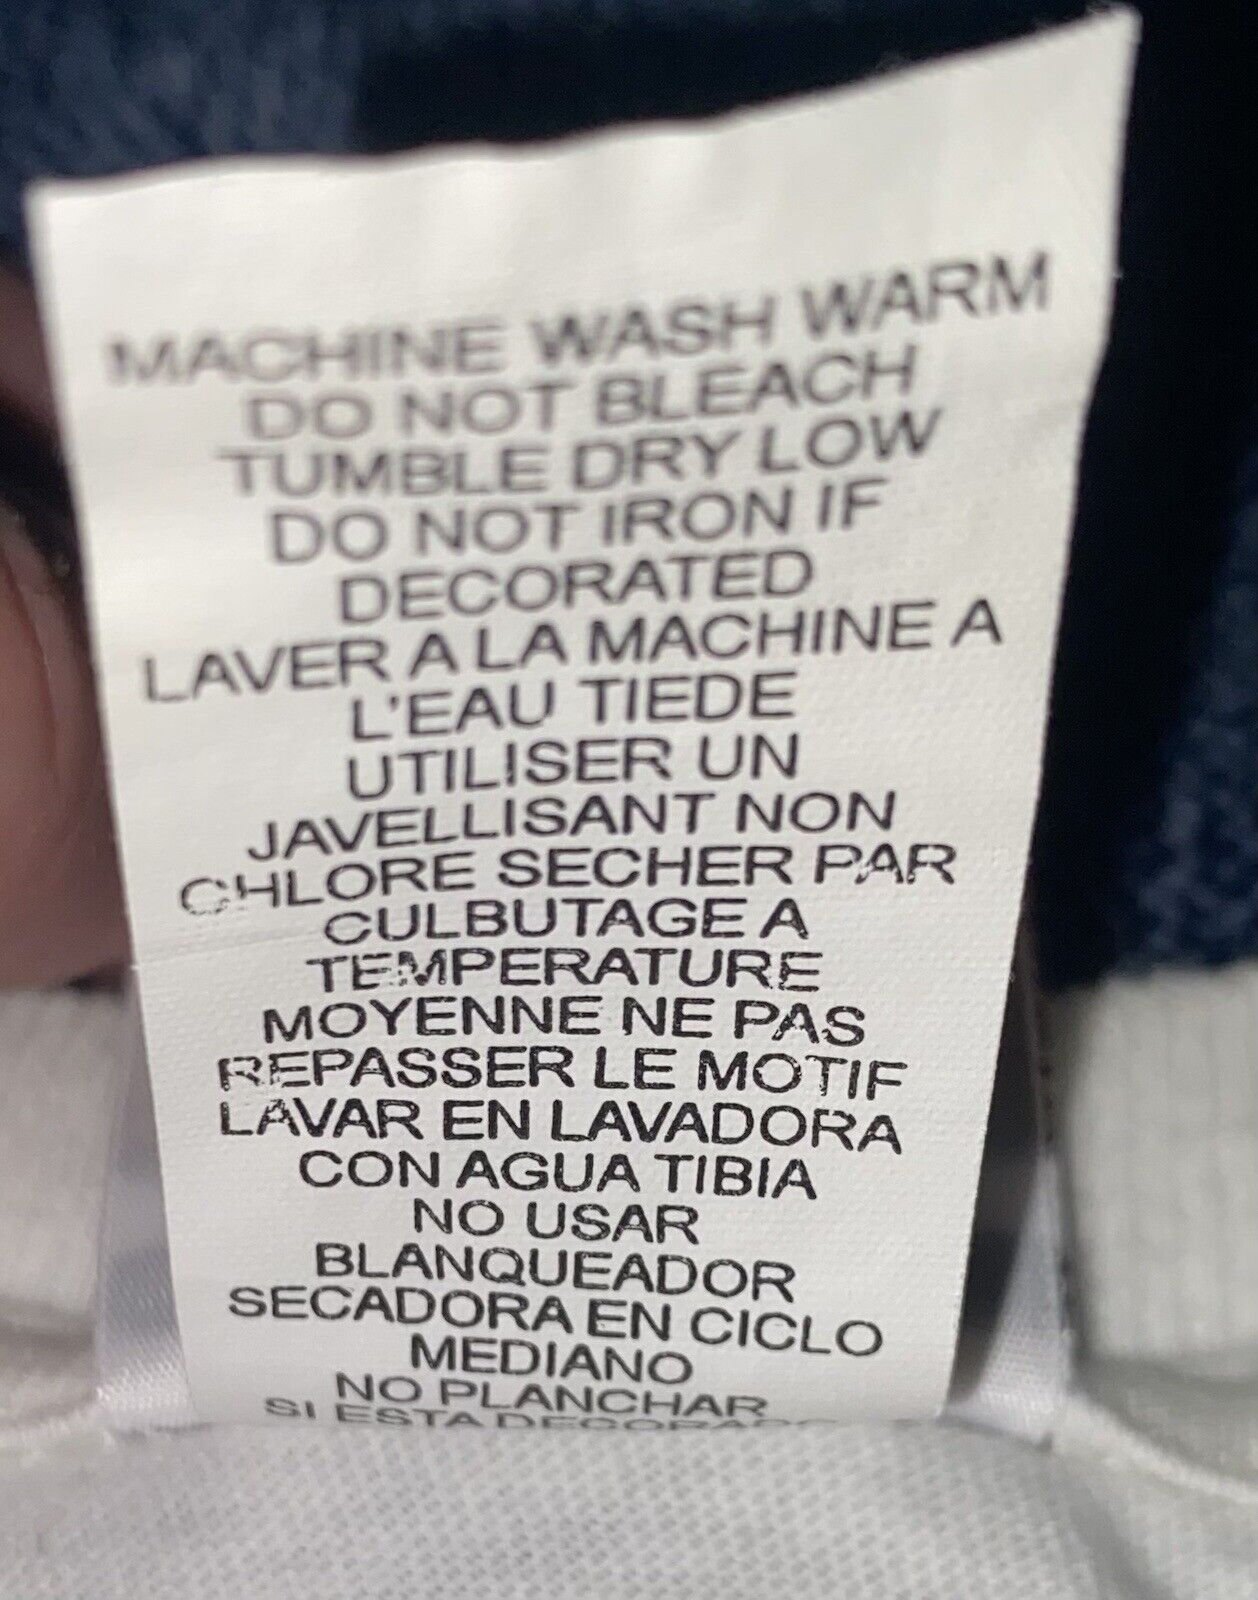 MACHINE WASH WARM
DO NOT BLEACH
TUMBLE DRY LOW
DO NOT IRON IF
DECORATED
LAVER A LA MACHINE A
L'EAU TIEDE
UTILISER UN
JAVELLISANT NON
CHLORE SECHER PAR
CULBUTAGE A
TEMPERATURE
MOYENNE NE PAS
REPASSER LE MOTIF
LAVAR EN LAVADORA
CON AGUA TIBIA
NO USAR
BLANQUEADOR
SECADORA EN CICLO
MEDIANO
NO PLANCHAR
SI ESTA